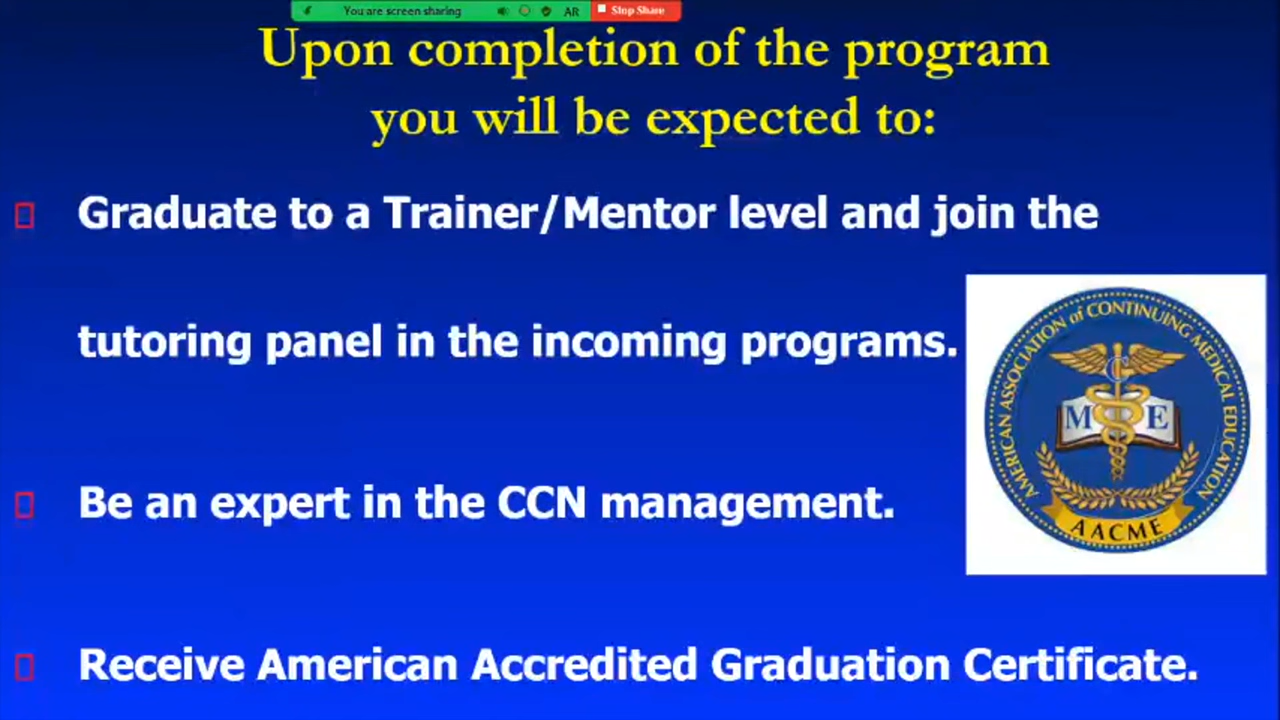 You are screen sharing AR Stop Share
Upon completion of the program
you will be expected to:
Graduate to a Trainer/Mentor level and join the
tutoring panel in the incoming programs.
AMERICAN ASSOCIATION of CONTINUING MEDICAL EDUCATION
C
M E
AACME
Be an expert in the CCN management.
Receive American Accredited Graduation Certificate.